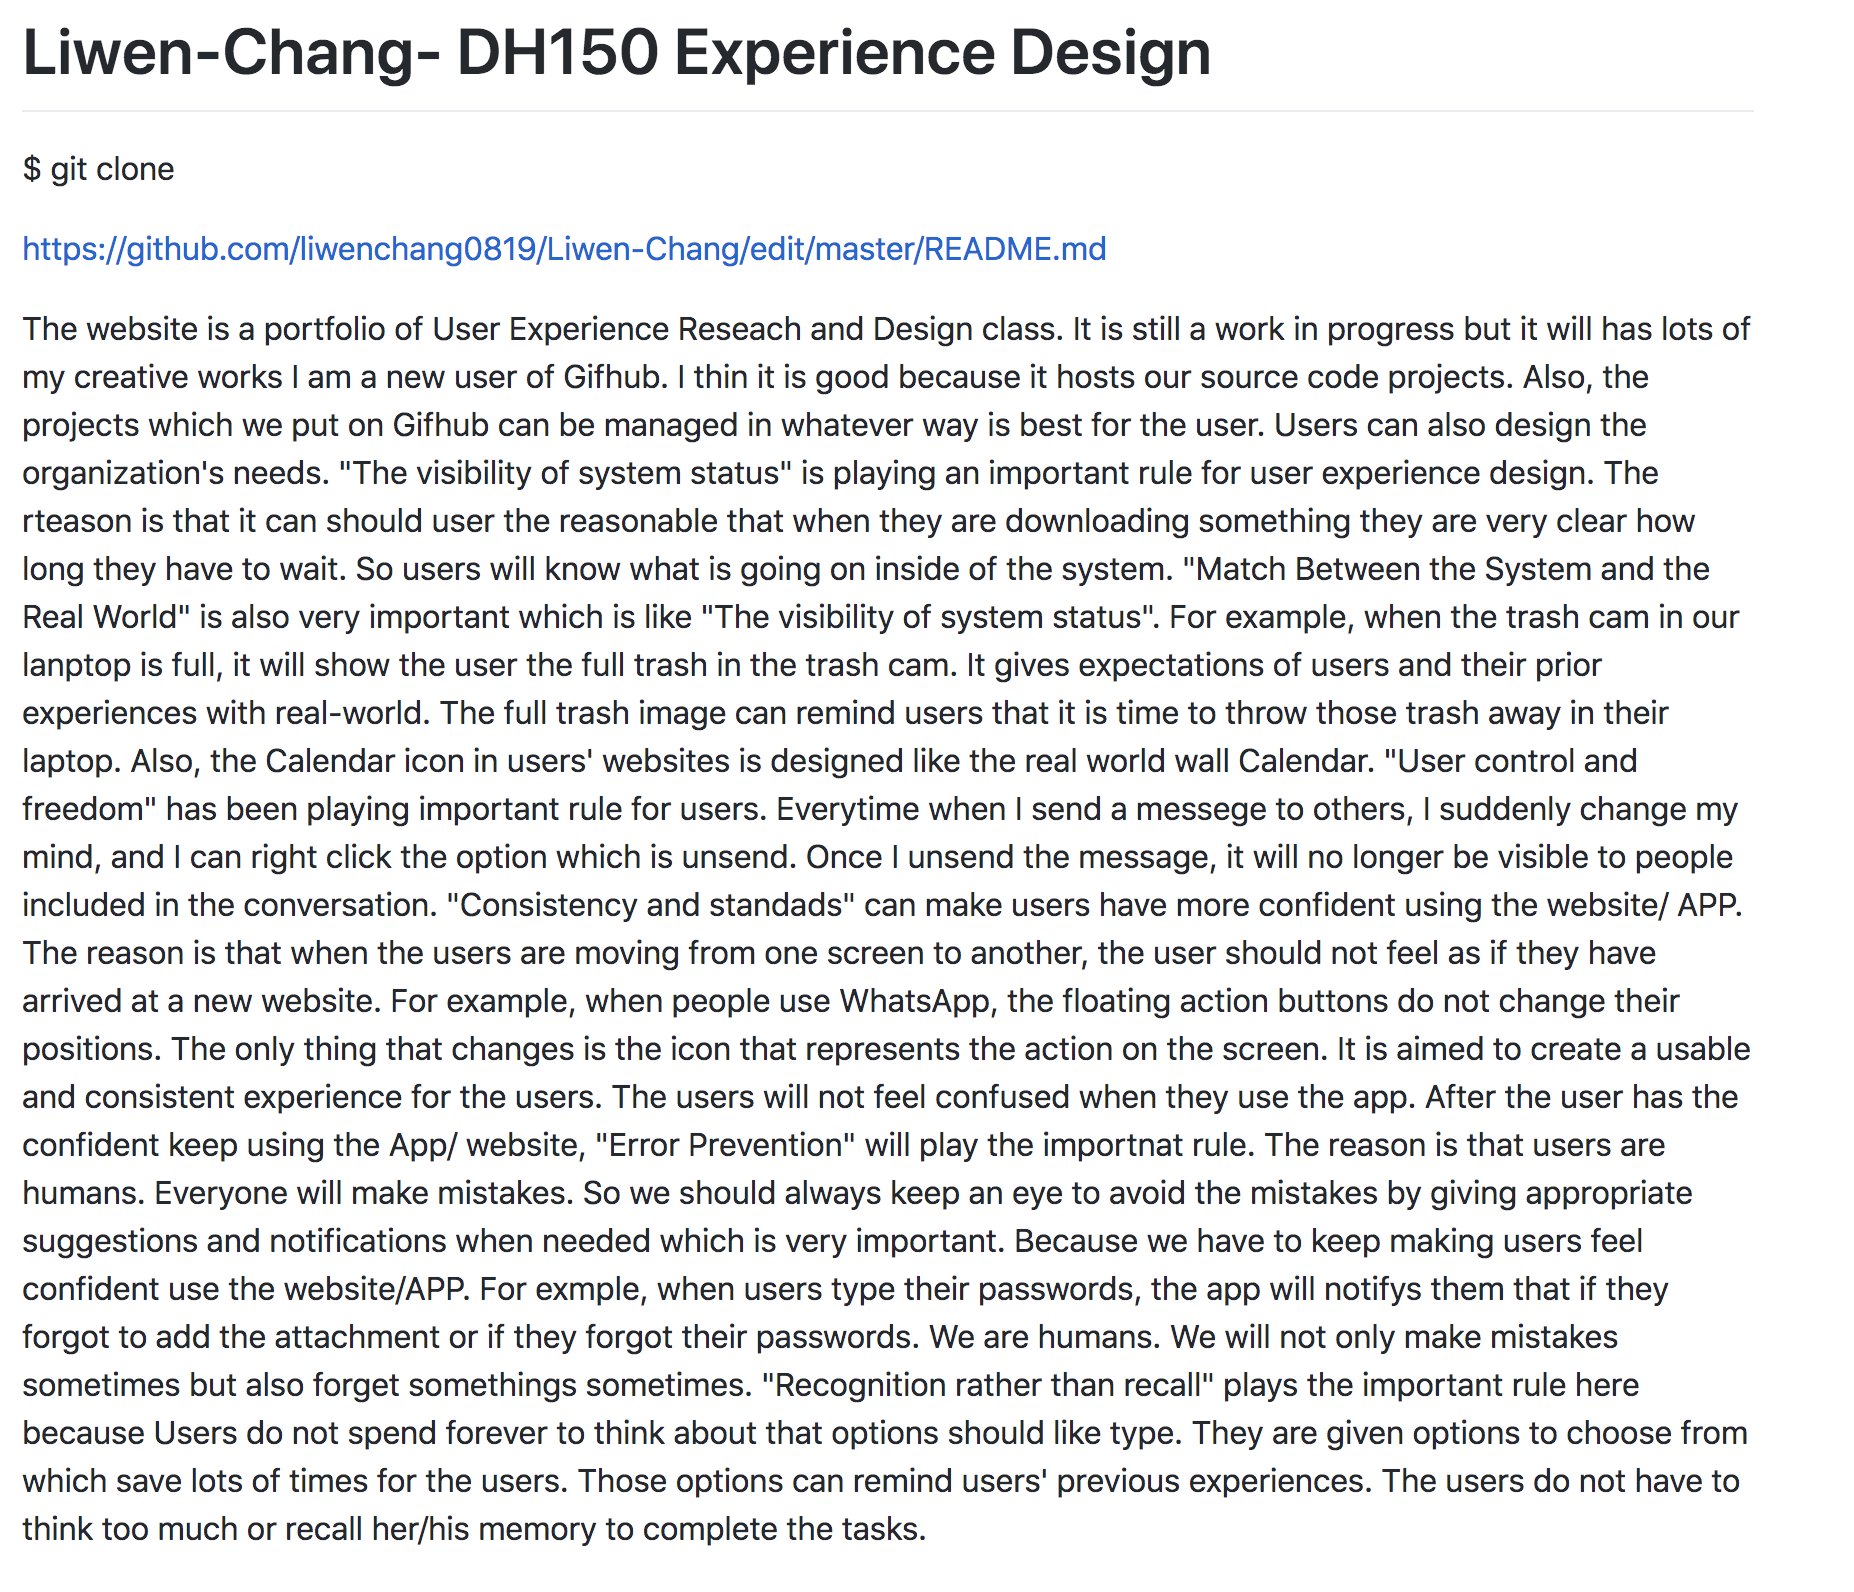 Liwen-Chang- DH150 Experience Design
$ git clone
https://github.com/liwenchang0819/Liwen-Chang/edit/master/README.md
The website is a portfolio of User Experience Reseach and Design class. It is still a work in progress but it will has lots of
my creative works I am a new user of Gifhub. I thin it is good because it hosts our source code projects. Also, the
projects which we put on Gifhub can be managed in whatever way is best for the user. Users can also design the
organization's needs. "The visibility of system status" is playing an important rule for user experience design. The
rteason is that it can should user the reasonable that when they are downloading something they are very clear how
long they have to wait. So users will know what is going on inside of the system. "Match Between the System and the
Real World" is also very important which is like "The visibility of system status". For example, when the trash cam in our
lanptop is full, it will show the user the full trash in the trash cam. It gives expectations of users and their prior
experiences with real-world. The full trash image can remind users that it is time to throw those trash away in their
laptop. Also, the Calendar icon in users' websites is designed like the real world wall Calendar. "User control and
freedom" has been playing important rule for users. Everytime when I send a messege to others, I suddenly change my
mind, and I can right click the option which is unsend. Once I unsend the message, it will no longer be visible to people
included in the conversation. "Consistency and standads" can make users have more confident using the website/ APP.
The reason is that when the users are moving from one screen to another, the user should not feel as if they have
arrived at a new website. For example, when people use WhatsApp, the floating action buttons do not change their
positions. The only thing that changes is the icon that represents the action on the screen. It is aimed to create a usable
and consistent experience for the users. The users will not feel confused when they use the app. After the user has the
confident keep using the App/ website, "Error Prevention" will play the importnat rule. The reason is that users are
humans. Everyone will make mistakes. So we should always keep an eye to avoid the mistakes by giving appropriate
suggestions and notifications when needed which is very important. Because we have to keep making users feel
confident use the website/APP. For exmple, when users type their passwords, the app will notifys them that if they
forgot to add the attachment or if they forgot their passwords. We are humans. We will not only make mistakes
sometimes but also forget somethings sometimes. "Recognition rather than recall" plays the important rule here
because Users do not spend forever to think about that options should like type. They are given options to choose from
which save lots of times for the users. Those options can remind users' previous experiences. The users do not have to
think too much or recall her/his memory to complete the tasks.